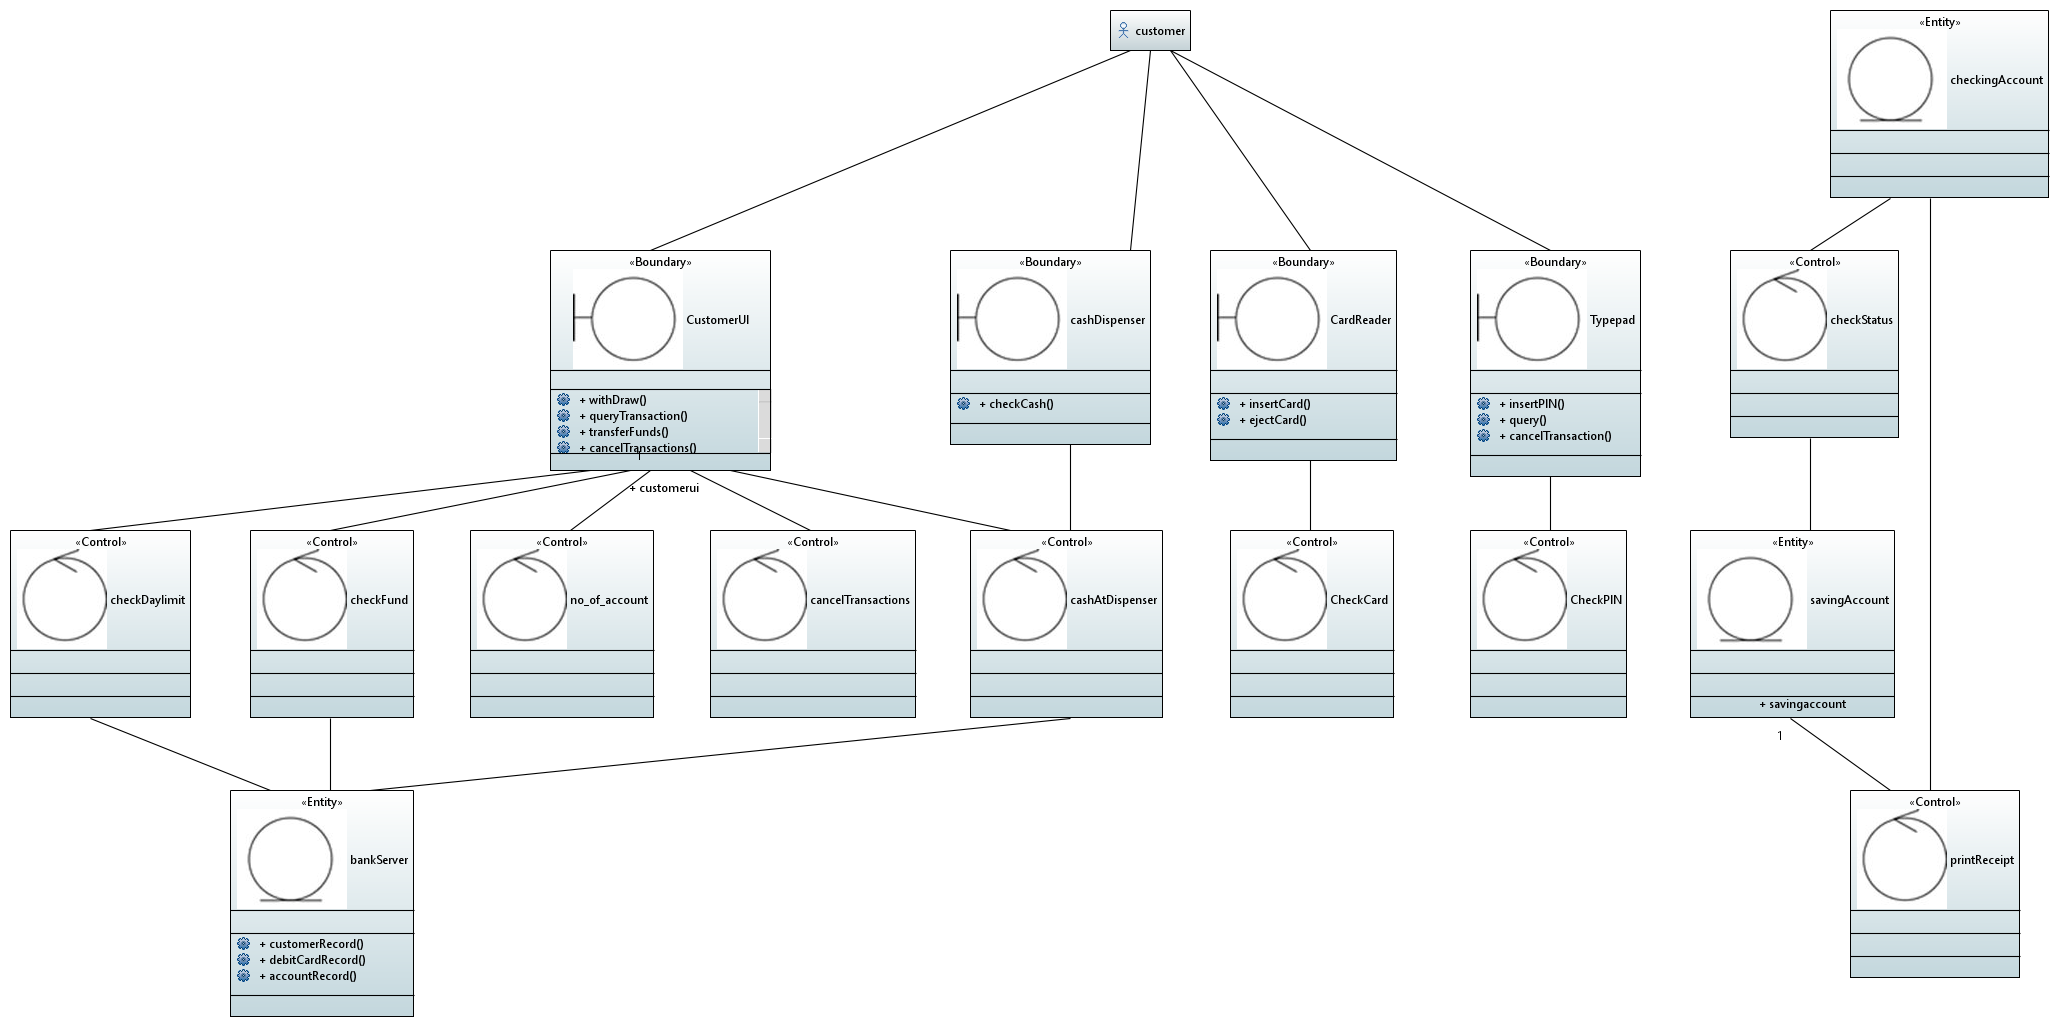 customer
«Entity»
checkingAccount
«Boundary»
CustomerUI
+ withDraw()
+ queryTransaction()
+ transferFunds()
+ cancelTransactions()
1
+ customerui
«Boundary»
cashDispenser
+ checkCash()
«Boundary»
CardReader
+ insertCard()
+ ejectCard()
«Boundary»
Typepad
+ insertPIN()
+ query()
+ cancelTransaction()
«Control»
checkStatus
«Control»
checkDaylimit
«Control»
checkFund
«Control»
no_of_account
«Control»
cancelTransactions
«Control»
cashAtDispenser
«Control»
CheckCard
«Control»
CheckPIN
«Entity»
savingAccount
+ savingaccount
1
«Entity»
bankServer
+ customerRecord()
+ debitCardRecord()
+ accountRecord()
«Control»
printReceipt